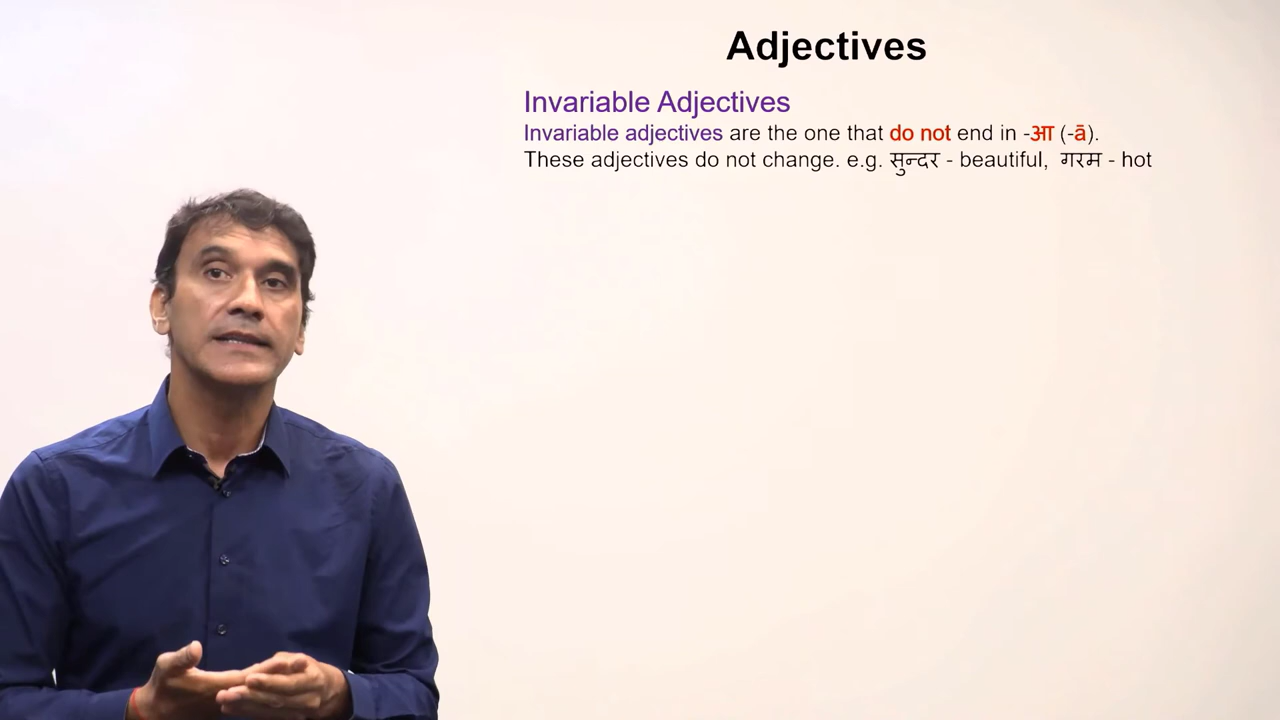 Adjectives
Invariable Adjectives
Invariable adjectives are the one that do not end in -आ (-ā).
These adjectives do not change. e.g. सुन्दर - beautiful, गरम - hot